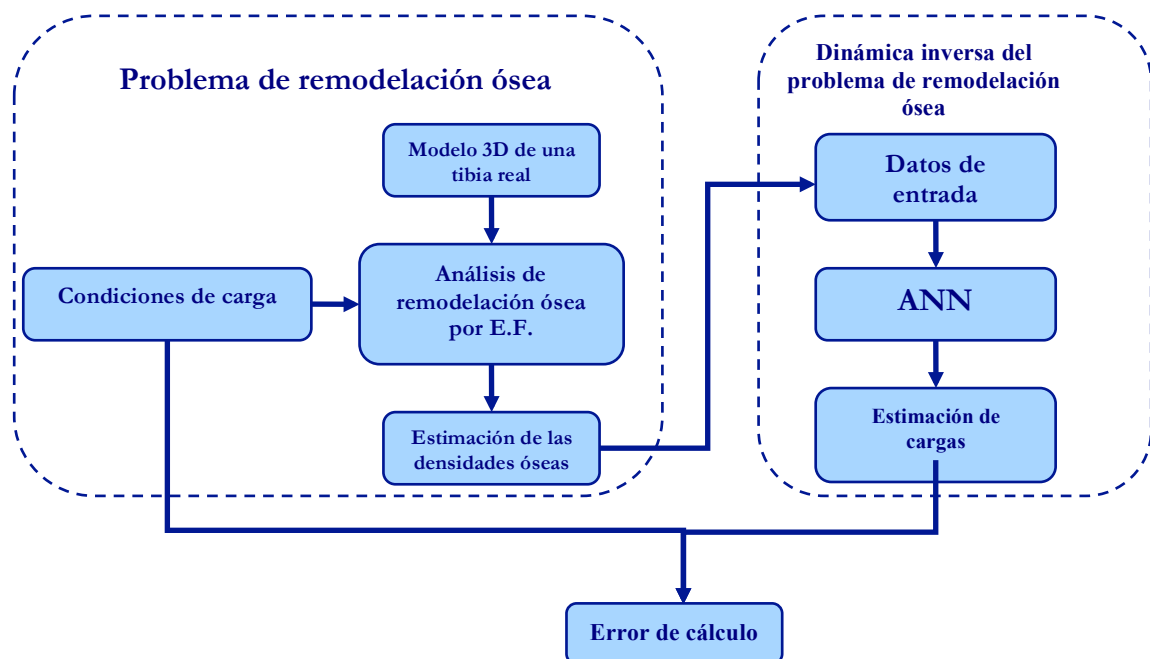 Problema de remodelación ósea
Modelo 3D de una
tibia real
Condiciones de carga
Análisis de
remodelación ósea
por E.F.
Estimación de las
densidades óseas
Dinámica inversa del
problema de remodelación
ósea
Datos de
entrada
ANN
Estimación de
cargas
Error de cálculo